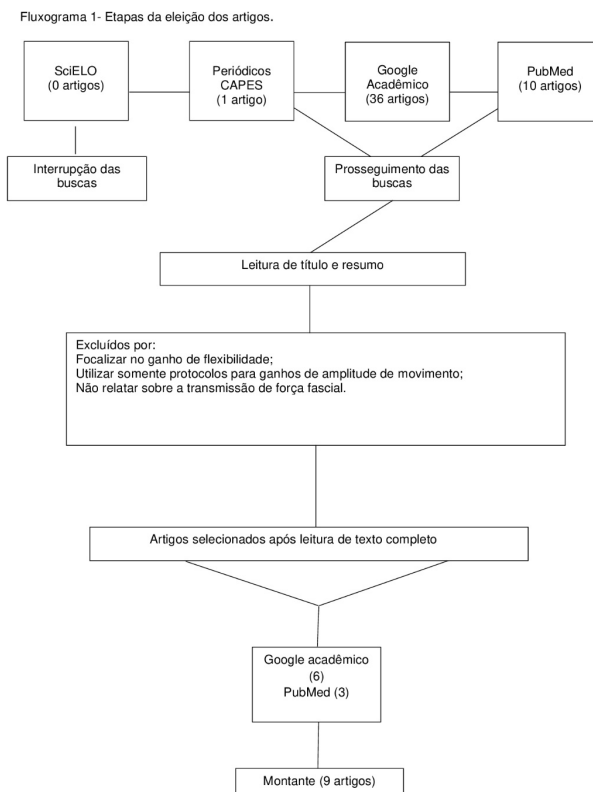 Fluxograma 1- Etapas da eleição dos artigos.
SciELO
(0 artigos)
Periódicos
CAPES
(1 artigo)
Google
Acadêmico
(36 artigos)
PubMed
(10 artigos)
Interrupção das
buscas
Prosseguimento das
buscas
Leitura de título e resumo
Excluídos por:
Focalizar no ganho de flexibilidade;
Utilizar somente protocolos para ganhos de amplitude de movimento;
Não relatar sobre a transmissão de força fascial.
Artigos selecionados após leitura de texto completo
Google acadêmico
(6)
PubMed (3)
Montante (9 artigos)